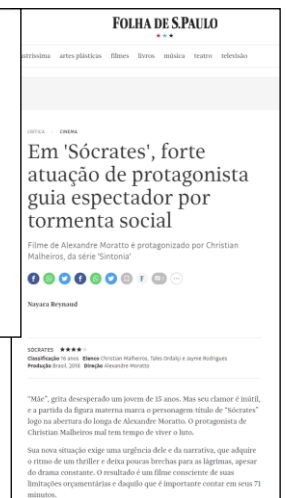 FOLHA DE S.PAULO
ustríssima artes plásticas filmes livros música teatro televisão
CRÍTICA CINEMA
Em 'Sócrates', forte
atuação de protagonista
guia espectador por
tormenta social
Filme de Alexandre Moratto é protagonizado por Christian
Malheiros, da série 'Sintonia'
Nayara Reynaud
SÓCRATES ★★★★☆
Classificação 16 anos Elenco Christian Malheiros, Tales Ordakji e Jayme Rodrigues
Produção Brasil, 2018 Direção Alexandre Moratto
"Mãe", grita desesperado um jovem de 15 anos. Mas seu clamor é inútil,
e a partida da figura materna marca o personagem-título de "Sócrates"
logo na abertura do longa de Alexandre Moratto. O protagonista de
Christian Malheiros mal tem tempo de viver o luto.
Sua nova situação exige uma urgência dele e da narrativa, que adquire
o ritmo de um thriller e deixa poucas brechas para as lágrimas, apesar
do drama constante. O resultado é um filme consciente de suas
limitações orçamentárias e daquilo que é importante contar em seus 71
minutos.